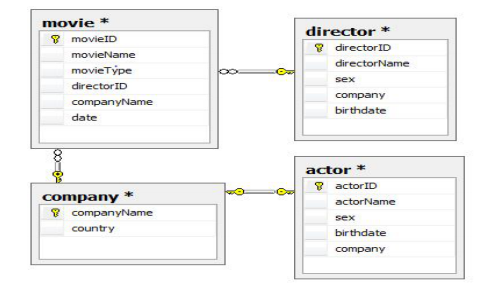 movie *
movieID
movieName
movieType
directorID
companyName
date
director *
directorID
directorName
sex
company
birthdate
company *
companyName
country
actor *
actorID
actorName
sex
birthdate
company